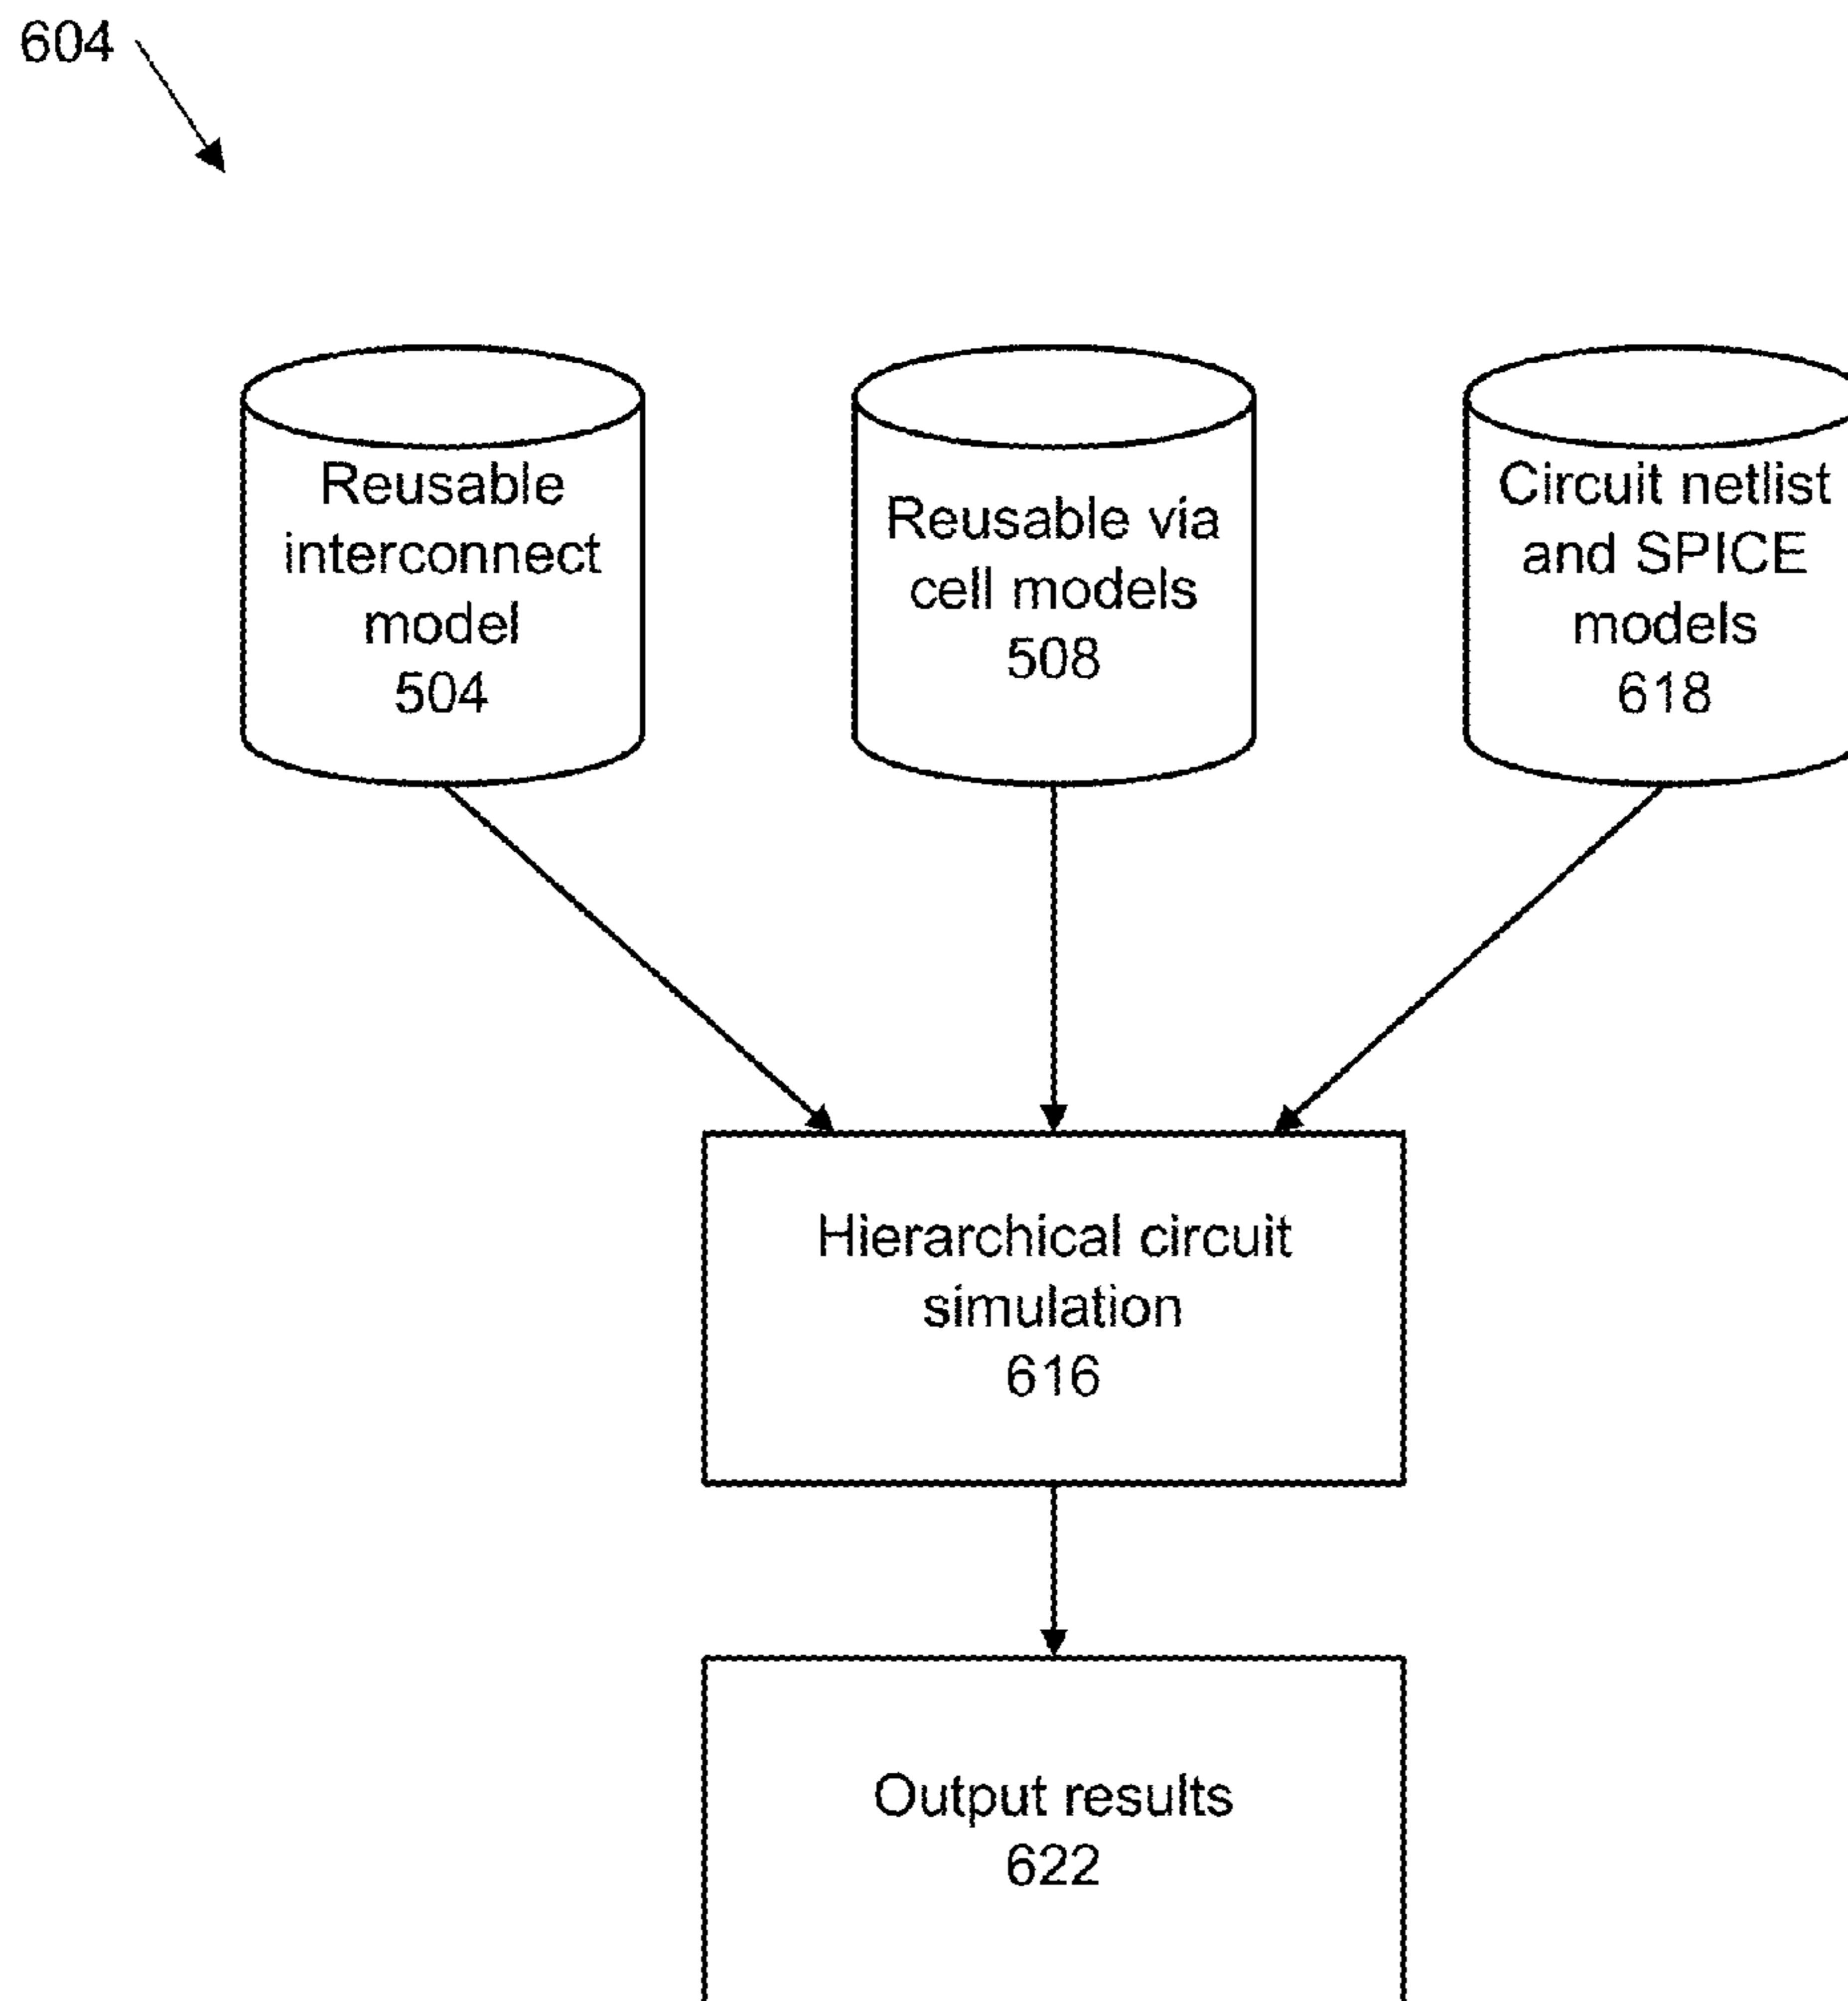 604
Reusable
interconnect
model
504
Reusable via
cell models
508
Circuit netlist
and SPICE
models
618
Hierarchical circuit
simulation
616
Output results
622